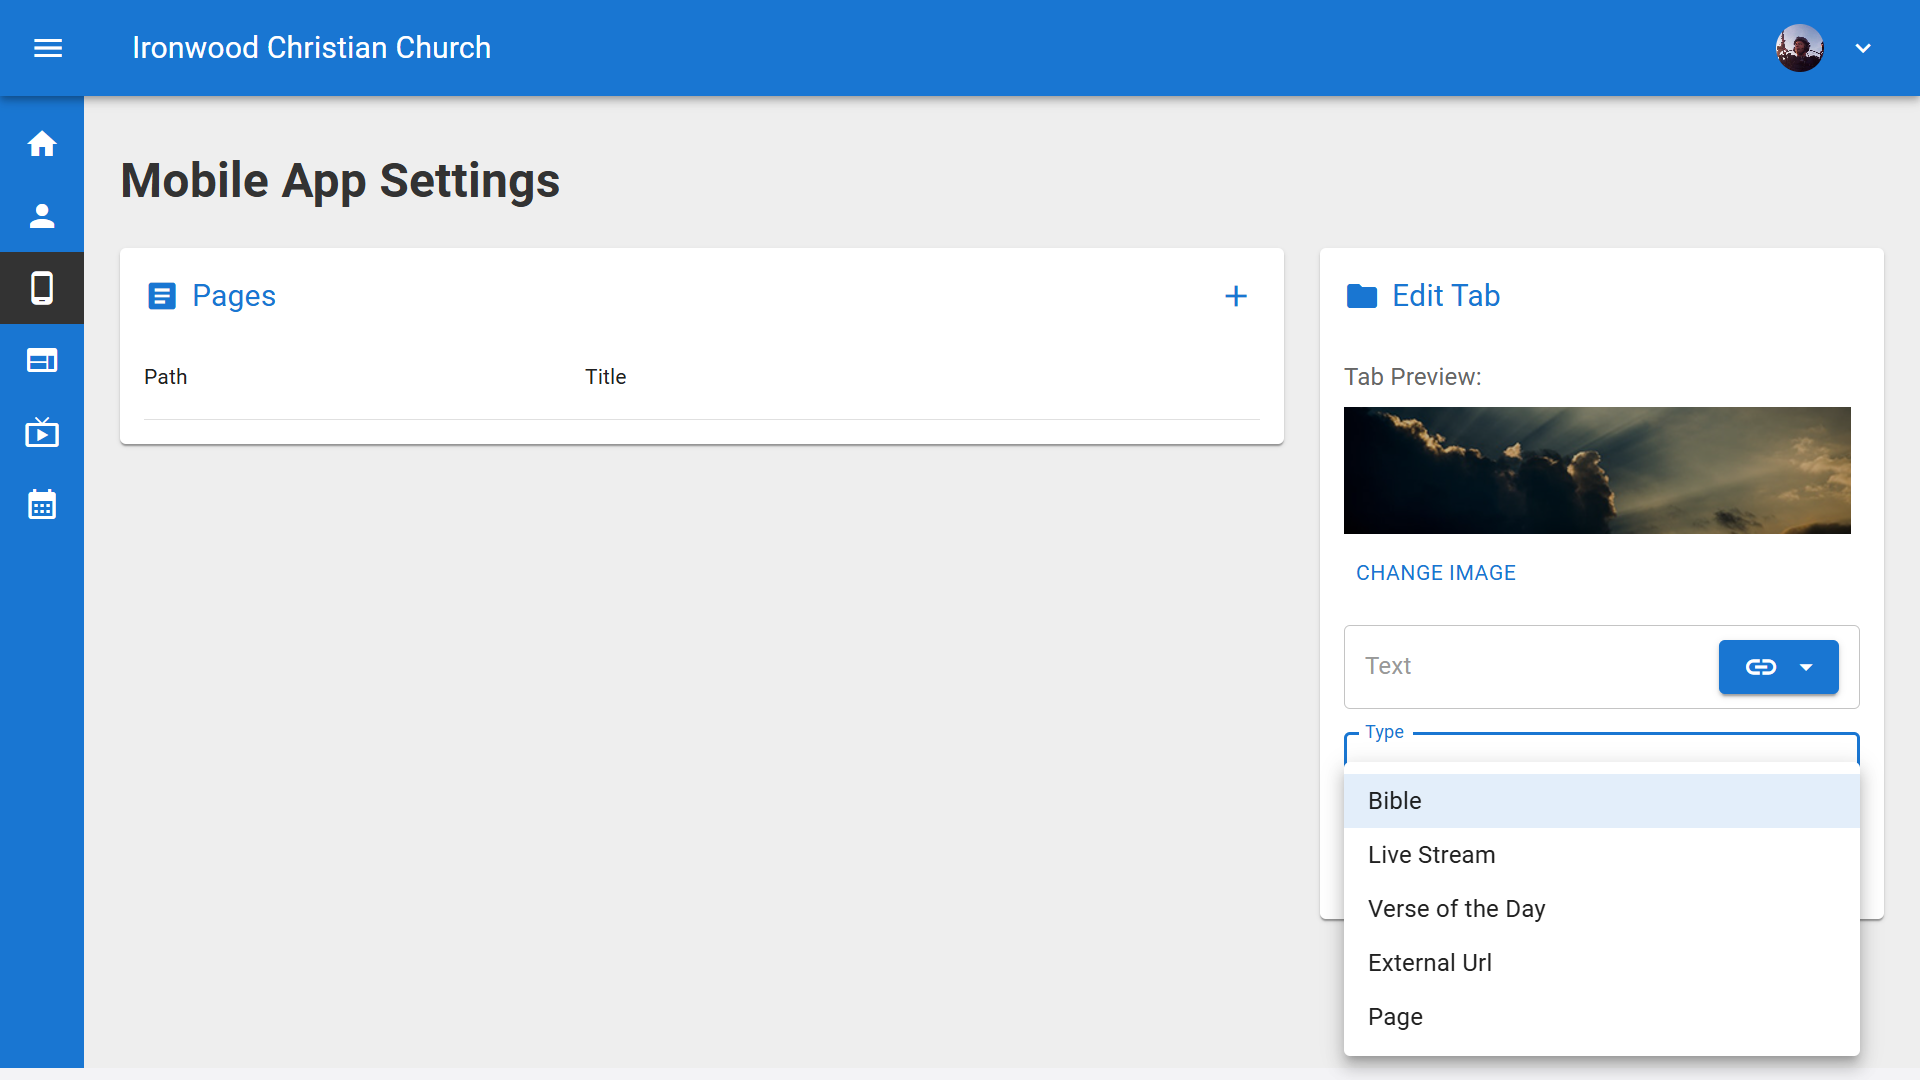 Ironwood Christian Church
Mobile App Settings
Pages
Path
Title
Edit Tab
Tab Preview:
CHANGE IMAGE
Text
Type
Bible
Live Stream
Verse of the Day
External Url
Page